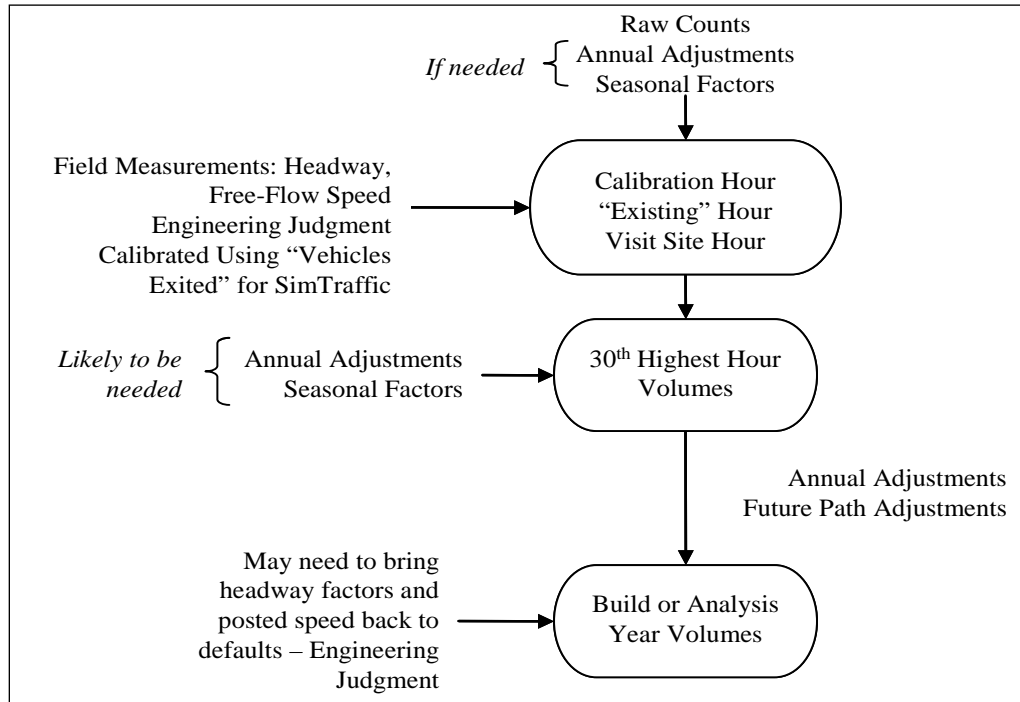 Raw Counts
If needed
Annual Adjustments
Seasonal Factors
Field Measurements: Headway,
Free-Flow Speed
Engineering Judgment
Calibrated Using “Vehicles
Exited” for SimTraffic
Calibration Hour
“Existing” Hour
Visit Site Hour
Likely to be
needed
Annual Adjustments
Seasonal Factors
30th Highest Hour
Volumes
Annual Adjustments
Future Path Adjustments
May need to bring
headway factors and
posted speed back to
defaults – Engineering
Judgment
Build or Analysis
Year Volumes